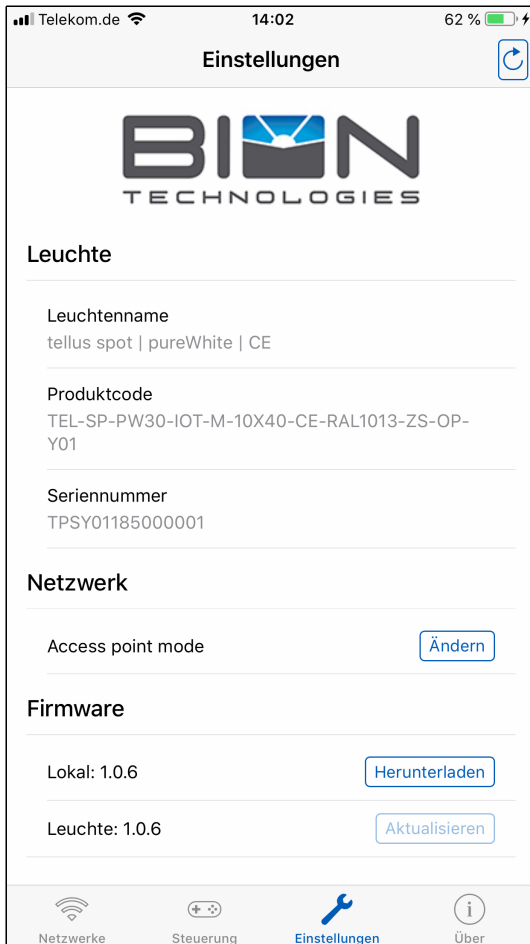 Telekom.de 14:02 62 %
Einstellungen
BION
TECHNOLOGIES
Leuchte
Leuchtenname
tellus spot | pureWhite | CE
Produktcode
TEL-SP-PW30-IOT-M-10X40-CE-RAL1013-ZS-OP-
Y01
Seriennummer
TPSY01185000001
Netzwerk
Access point mode Ändern
Firmware
Lokal: 1.0.6 Herunterladen
Leuchte: 1.0.6 Aktualisieren
Netzwerke Steuerung Einstellungen Über